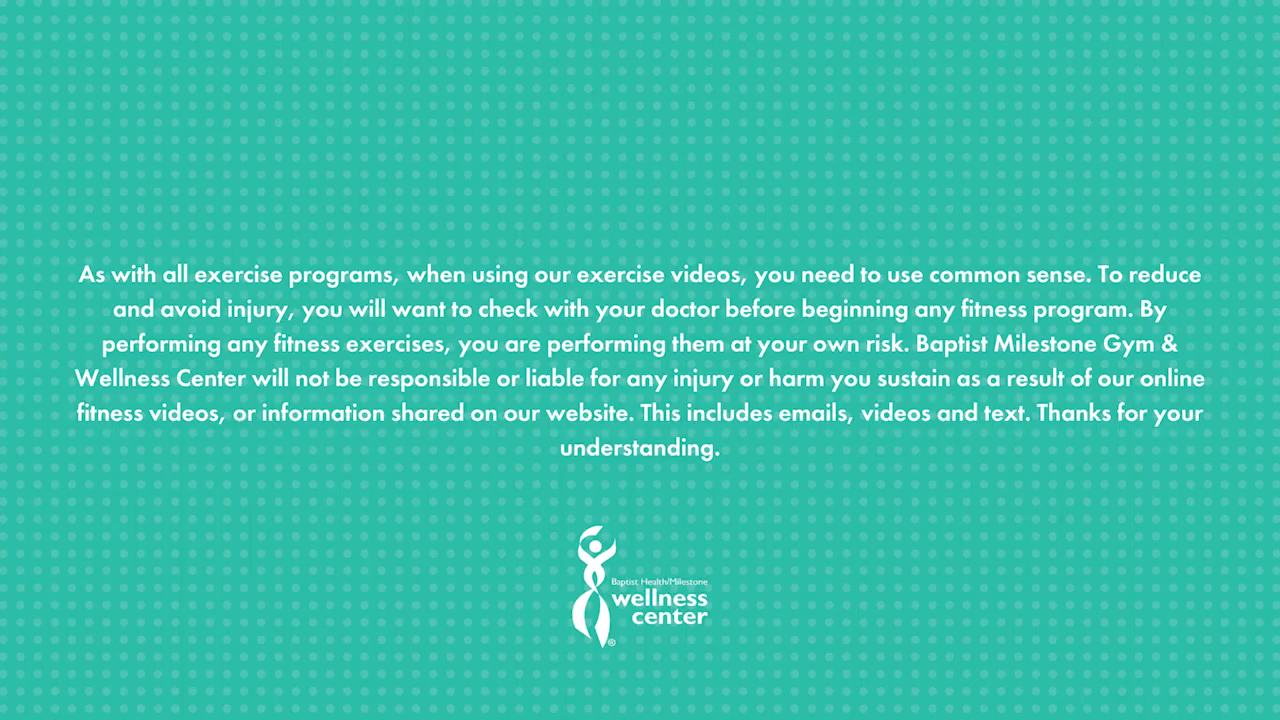 As with all exercise programs, when using our exercise videos, you need to use common sense. To reduce
and avoid injury, you will want to check with your doctor before beginning any fitness program. By
performing any fitness exercises, you are performing them at your own risk. Baptist Milestone Gym &
Wellness Center will not be responsible or liable for any injury or harm you sustain as a result of our online
fitness videos, or information shared on our website. This includes emails, videos and text. Thanks for your
understanding.
Baptist Health/Milestone
wellness
center
®